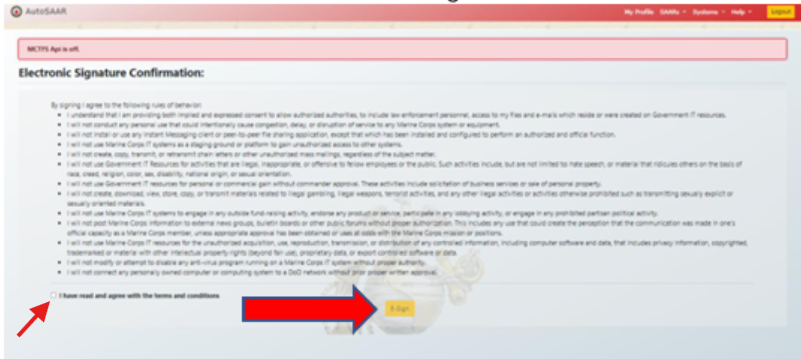 AutoSAAR
My Profile SAARs Systems Help Logout
MCTFS Api is off.
Electronic Signature Confirmation:
By signing I agree to the following rules of behavior:
I understand that I am providing both implied and expressed consent to allow authorized authorities, to include law enforcement personnel, access to my files and e-mails which reside or were created on Government IT resources.
I will not conduct any personal use that could intentionally cause congestion, delay, or disruption of service to any Marine Corps system or equipment.
I will not install or use any Instant Messaging client or peer-to-peer file sharing application, except that which has been installed and configured to perform an authorized and official function.
I will not use Marine Corps IT systems as a staging ground or platform to gain unauthorized access to other systems.
I will not create, copy, transmit, or retransmit chain letters or other unauthorized mass mailings, regardless of the subject matter.
I will not use Government IT Resources for activities that are illegal, inappropriate, or offensive to fellow employees or the public. Such activities include, but are not limited to hate speech, or material that ridicules others on the basis of
race, creed, religion, color, sex, disability, national origin, or sexual orientation.
I will not use Government IT resources for personal or commercial gain without commander approval. These activities include solicitation of business services or sale of personal property.
I will not create, download, view, store, copy, or transmit materials related to illegal gambling, illegal weapons, terrorist activities, and any other illegal activities or activities otherwise prohibited such as transmitting sexually explicit or
sexually oriented materials.
I will not use Marine Corps IT systems to engage in any outside fund-raising activity, endorse any product or service, participate in any lobbying activity, or engage in any prohibited partisan political activity.
I will not post Marine Corps information to external news groups, bulletin boards or other public forums without proper authorization. This includes any use that could create the perception that the communication was made in one's
official capacity as a Marine Corps member, unless appropriate approval has been obtained or uses at odds with the Marine Corps mission or positions.
I will not use Marine Corps IT resources for the unauthorized acquisition, use, reproduction, transmission, or distribution of any controlled information, including computer software and data, that includes privacy information, copyrighted,
trademarked or material with other intellectual property rights (beyond fair use), proprietary data, or export controlled software or data.
I will not modify or attempt to disable any anti-virus program running on a Marine Corps IT system without proper authority.
I will not connect any personally owned computer or computing system to a DoD network without prior proper written approval.
I have read and agree with the terms and conditions
E-Sign